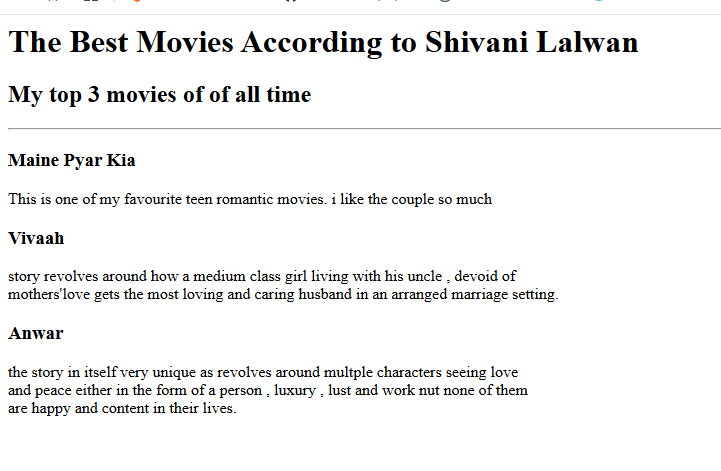 The Best Movies According to Shivani Lalwan
My top 3 movies of of all time
Maine Pyar Kia
This is one of my favourite teen romantic movies. i like the couple so much
Vivaah
story revolves around how a medium class girl living with his uncle , devoid of
mothers'love gets the most loving and caring husband in an arranged marriage setting.
Anwar
the story in itself very unique as revolves around multple characters seeing love
and peace either in the form of a person , luxury , lust and work nut none of them
are happy and content in their lives.